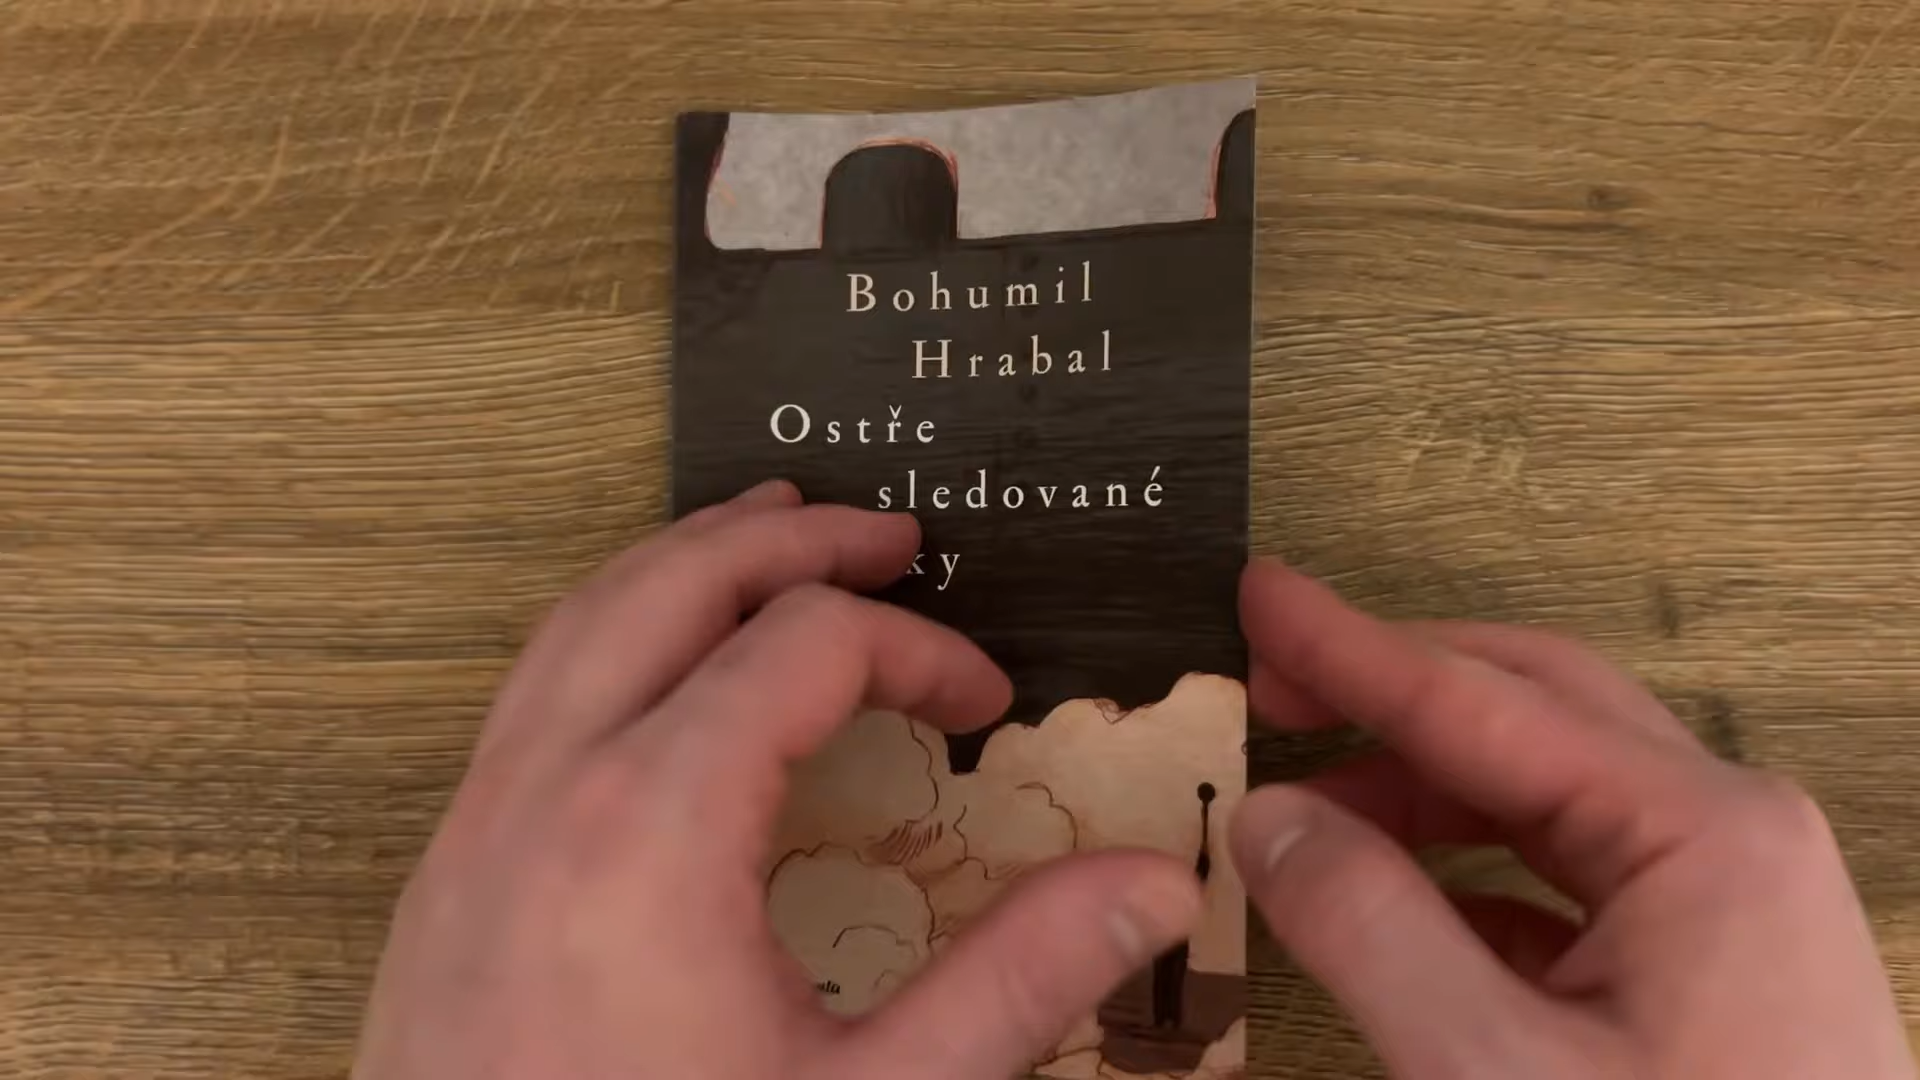 Bohumil
Hrabal
Ostře
sledované
ky